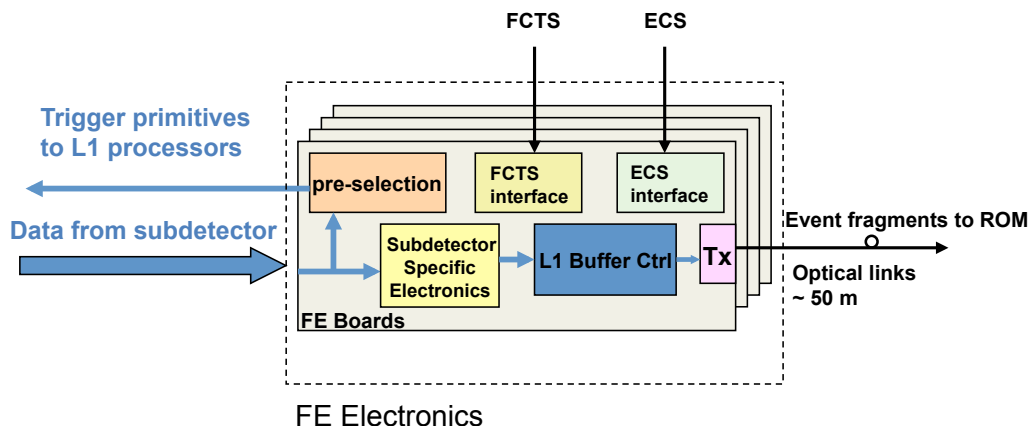 FCTS
ECS
Trigger primitives
to L1 processors
pre-selection
FCTS
interface
ECS
interface
Data from subdetector
Event fragments to ROM
Subdetector
Specific
Electronics
L1 Buffer Ctrl
Tx
Optical links
~ 50 m
FE Boards
FE Electronics